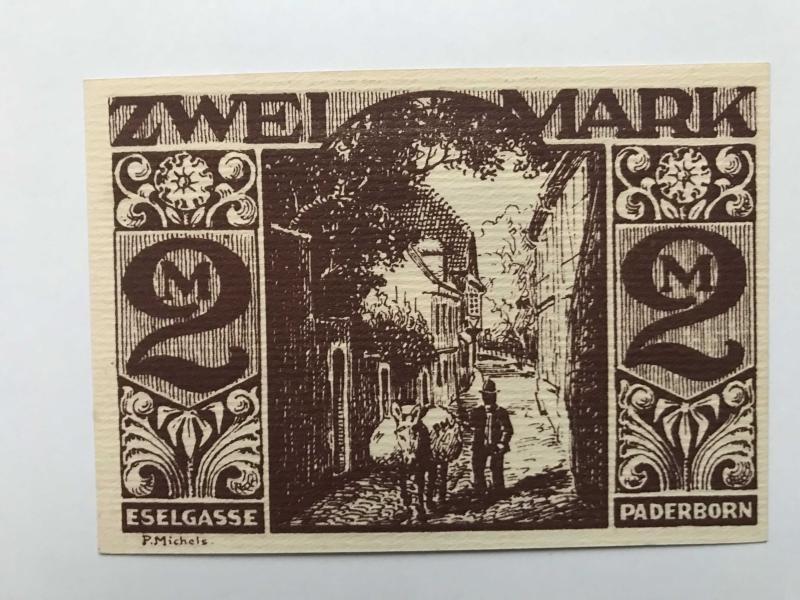 ZWEI MARK
2 M
2 M
ESELGASSE
PADERBORN
P. Michels.